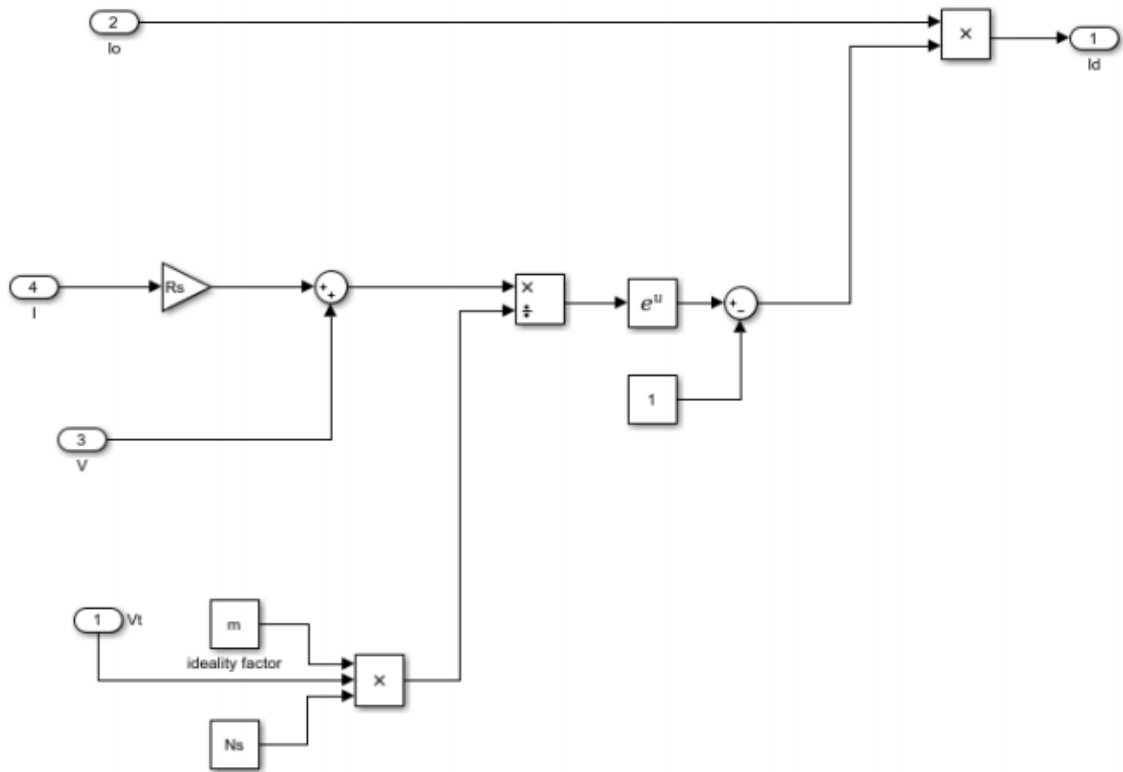 2
Io
×
1
Id
4
I
Rs
+
+
×
÷
e^u
+
−
1
3
V
1
Vt
m
ideality factor
×
Ns